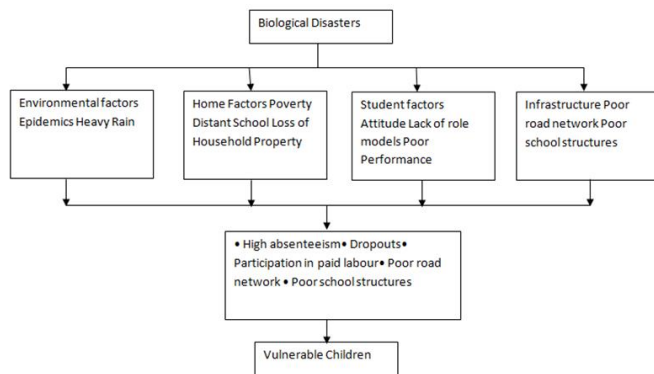 Biological Disasters
Environmental factors
Epidemics Heavy Rain
Home Factors Poverty
Distant School Loss of
Household Property
Student factors
Attitude Lack of role
models Poor
Performance
Infrastructure Poor
road network Poor
school structures
• High absenteeism• Dropouts•
Participation in paid labour• Poor road
network • Poor school structures
Vulnerable Children